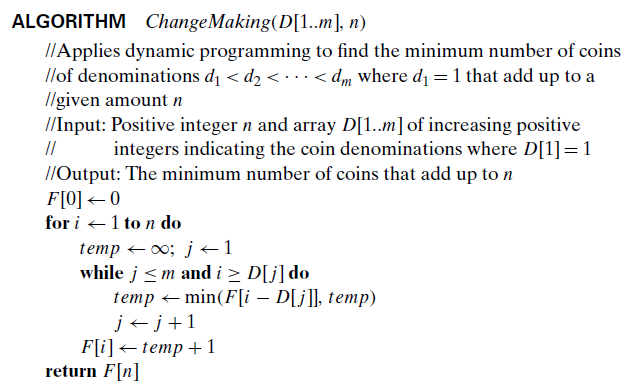 ALGORITHM ChangeMaking(D[1..m], n)
//Applies dynamic programming to find the minimum number of coins
//of denominations d₁ < d₂ < · · · < dₘ where d₁ = 1 that add up to a
//given amount n
//Input: Positive integer n and array D[1..m] of increasing positive
// integers indicating the coin denominations where D[1] = 1
//Output: The minimum number of coins that add up to n
F[0] ← 0
for i ← 1 to n do
temp ← ∞; j ← 1
while j ≤ m and i ≥ D[j] do
temp ← min(F[i − D[j]], temp)
j ← j + 1
F[i] ← temp + 1
return F[n]